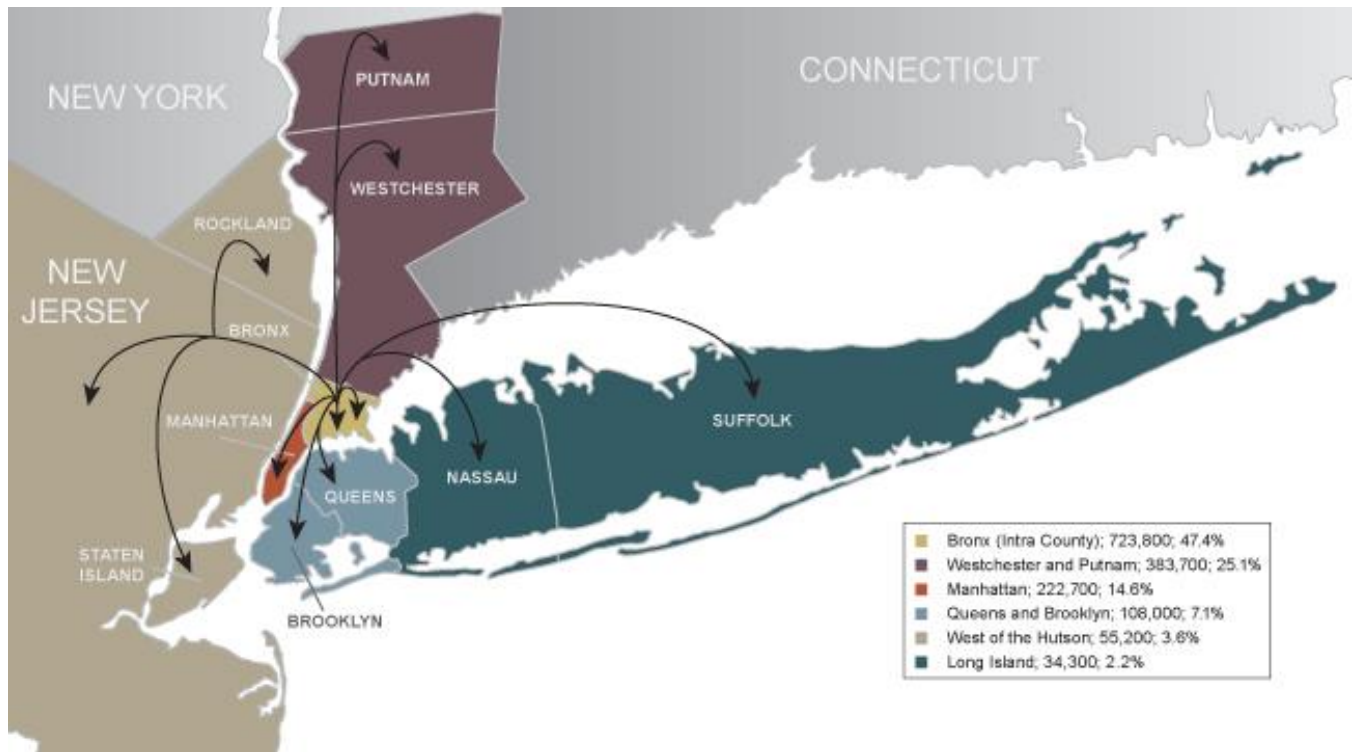 PUTNAM
CONNECTICUT
NEW YORK
WESTCHESTER
ROCKLAND
NEW
JERSEY
BRONX
MANHATTAN
SUFFOLK
NASSAU
QUEENS
STATEN
ISLAND
BROOKLYN
Bronx (Intra County); 723,800; 47.4%
Westchester and Putnam; 383,700; 25.1%
Manhattan; 222,700; 14.6%
Queens and Brooklyn; 108,000; 7.1%
West of the Hutson; 55,200; 3.6%
Long Island; 34,300; 2.2%